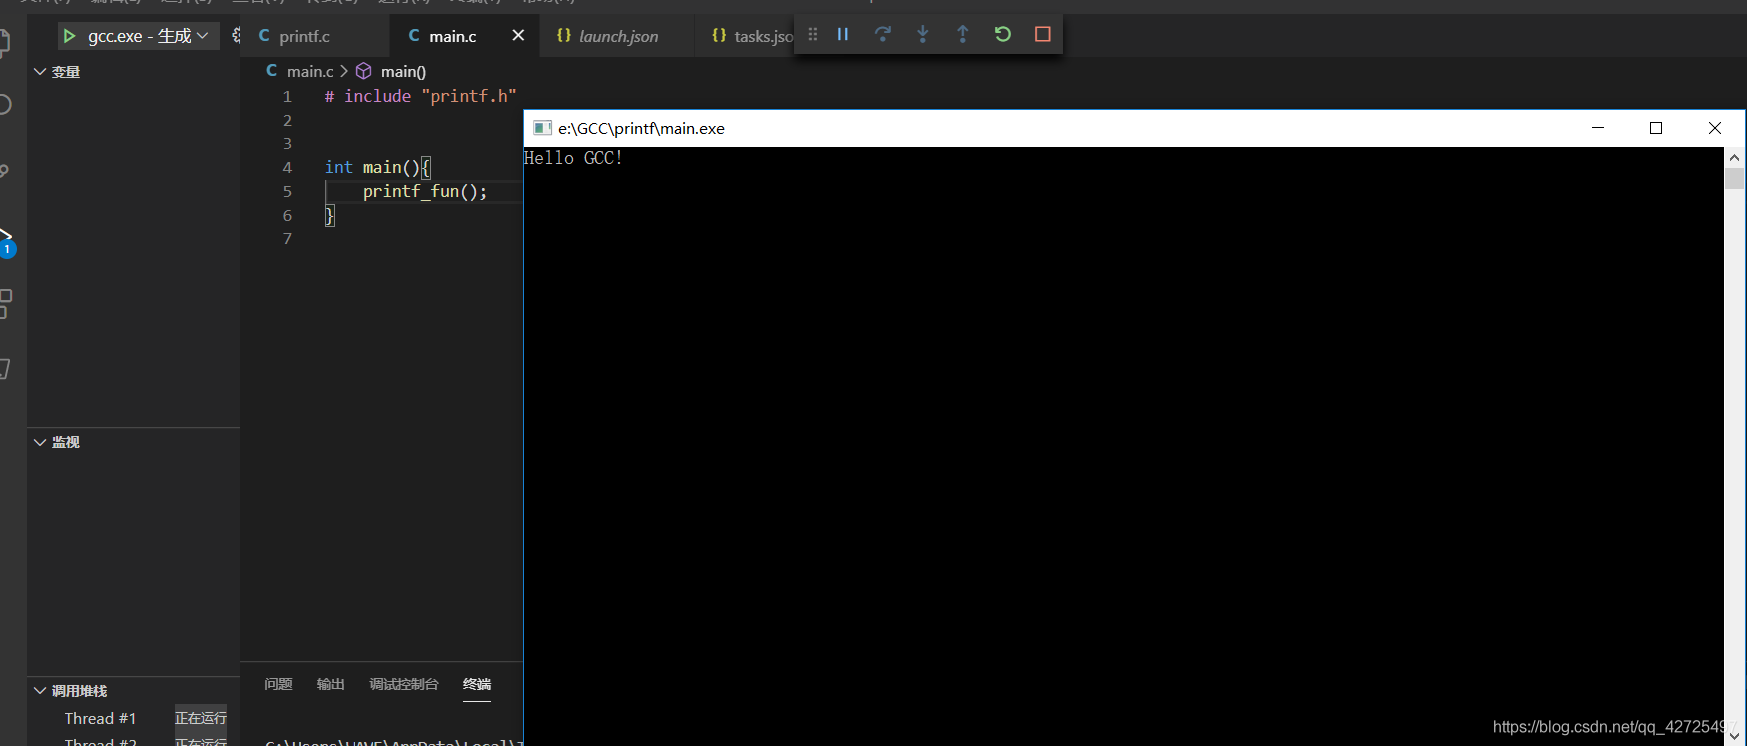 gcc.exe - 生成
printf.c
main.c
launch.json
tasks.jso
变量
main.c > main()
1 # include "printf.h"
2
3
4 int main(){
5 printf_fun();
6 }
7
e:\GCC\printf\main.exe
Hello GCC!
1
监视
问题 输出 调试控制台 终端
调用堆栈
Thread #1 正在运行
Thread #2 正在运行
https://blog.csdn.net/qq_42725497